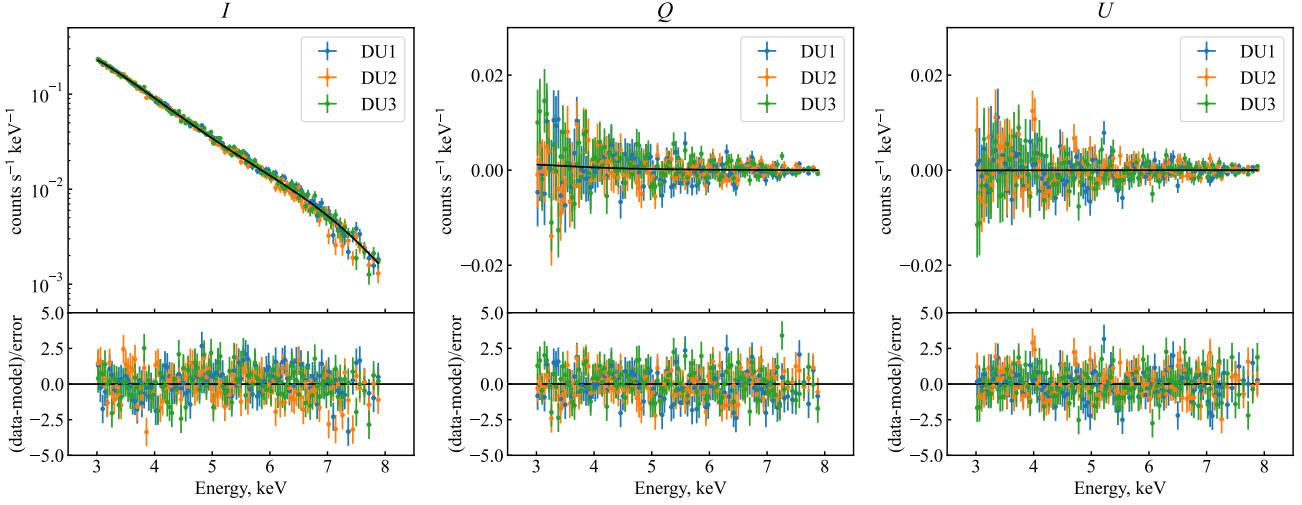 I
Q
U
counts s⁻¹ keV⁻¹
10⁻¹
10⁻²
10⁻³
DU1
DU2
DU3
(data-model)/error
5.0
2.5
0.0
−2.5
−5.0
3 4 5 6 7 8
Energy, keV
counts s⁻¹ keV⁻¹
0.02
0.00
−0.02
DU1
DU2
DU3
(data-model)/error
5.0
2.5
0.0
−2.5
−5.0
3 4 5 6 7 8
Energy, keV
counts s⁻¹ keV⁻¹
0.02
0.00
−0.02
DU1
DU2
DU3
(data-model)/error
5.0
2.5
0.0
−2.5
−5.0
3 4 5 6 7 8
Energy, keV